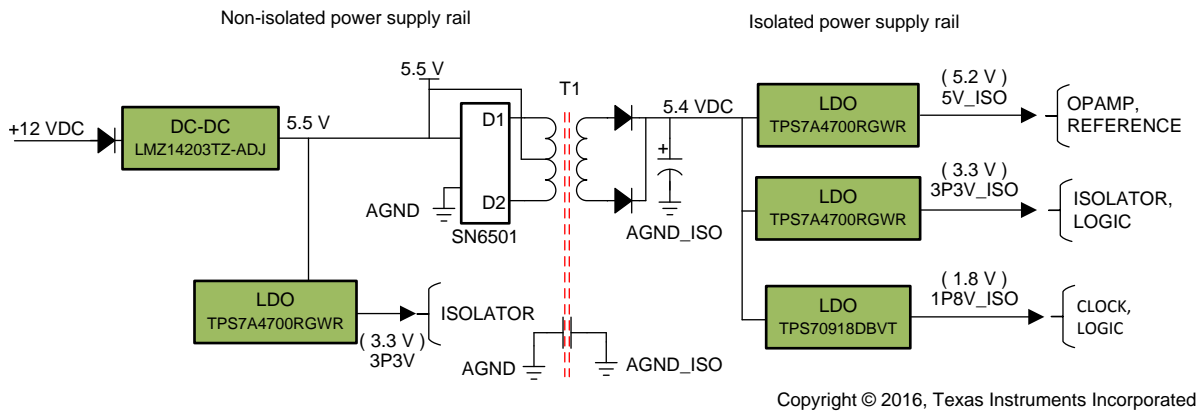 Non-isolated power supply rail
Isolated power supply rail
+12 VDC
DC-DC
LMZ14203TZ-ADJ
5.5 V
5.5 V
D1
D2
AGND
SN6501
T1
5.4 VDC
+
AGND_ISO
LDO
TPS7A4700RGWR
( 5.2 V )
5V_ISO
OPAMP,
REFERENCE
LDO
TPS7A4700RGWR
( 3.3 V )
3P3V_ISO
ISOLATOR,
LOGIC
LDO
TPS70918DBVT
( 1.8 V )
1P8V_ISO
CLOCK,
LOGIC
LDO
TPS7A4700RGWR
( 3.3 V )
3P3V
ISOLATOR
AGND
AGND_ISO
Copyright © 2016, Texas Instruments Incorporated